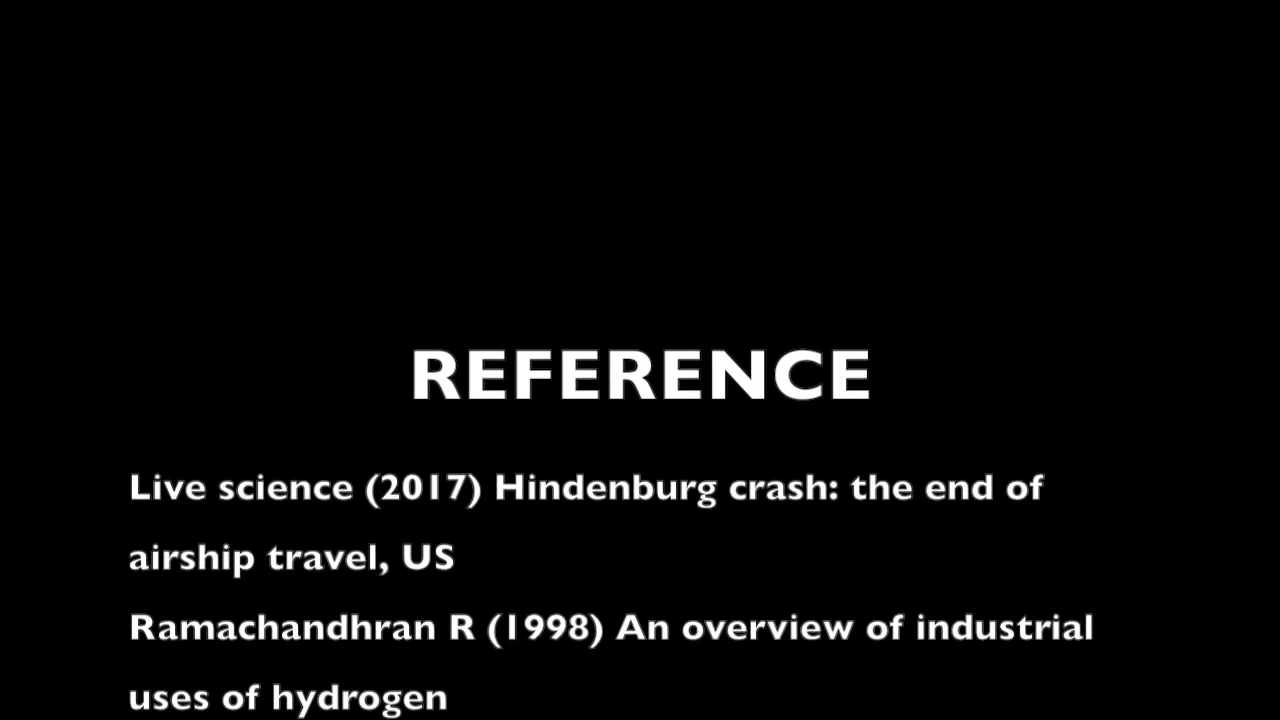 REFERENCE
Live science (2017) Hindenburg crash: the end of
airship travel, US
Ramachandhran R (1998) An overview of industrial
uses of hydrogen